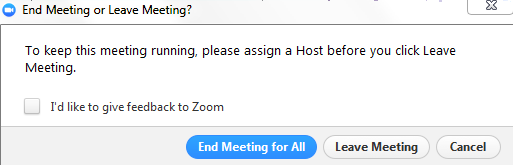 End Meeting or Leave Meeting?
To keep this meeting running, please assign a Host before you click Leave
Meeting.
I'd like to give feedback to Zoom
End Meeting for All Leave Meeting Cancel